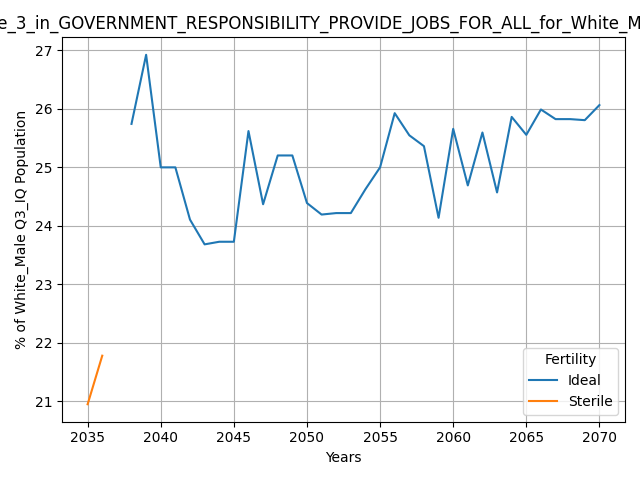 e_3_in_GOVERNMENT_RESPONSIBILITY_PROVIDE_JOBS_FOR_ALL_for_White_M
27
26
25
24
23
22
21
% of White_Male Q3_IQ Population
2035 2040 2045 2050 2055 2060 2065 2070
Years
Fertility
Ideal
Sterile